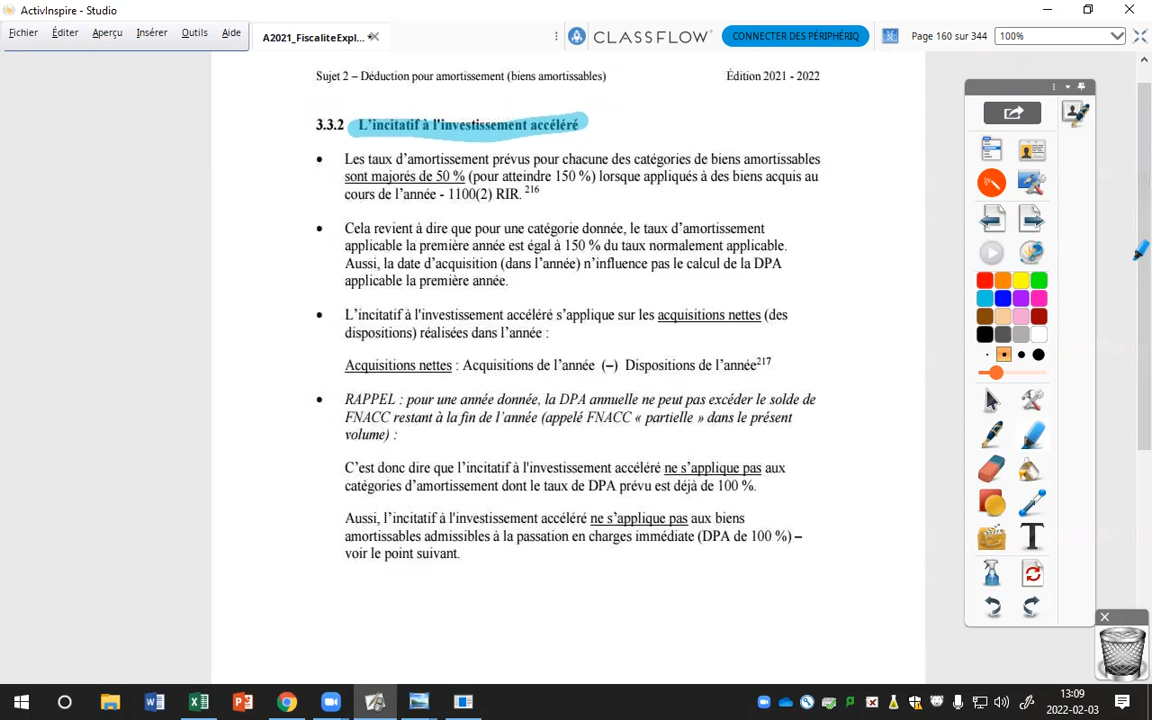 ActivInspire - Studio
Fichier Éditer Aperçu Insérer Outils Aide
A2021_FiscaliteExpl...
CLASSFLOW
CONNECTER DES PÉRIPHÉRIQ
Page 160 sur 344
100%
Sujet 2 – Déduction pour amortissement (biens amortissables) Édition 2021 - 2022
3.3.2 L'incitatif à l'investissement accéléré
• Les taux d'amortissement prévus pour chacune des catégories de biens amortissables
sont majorés de 50 % (pour atteindre 150 %) lorsque appliqués à des biens acquis au
cours de l'année - 1100(2) RIR. 216
• Cela revient à dire que pour une catégorie donnée, le taux d'amortissement
applicable la première année est égal à 150 % du taux normalement applicable.
Aussi, la date d'acquisition (dans l'année) n'influence pas le calcul de la DPA
applicable la première année.
• L'incitatif à l'investissement accéléré s'applique sur les acquisitions nettes (des
dispositions) réalisées dans l'année :
Acquisitions nettes : Acquisitions de l'année (–) Dispositions de l'année217
• RAPPEL : pour une année donnée, la DPA annuelle ne peut pas excéder le solde de
FNACC restant à la fin de l'année (appelé FNACC « partielle » dans le présent
volume) :
C'est donc dire que l'incitatif à l'investissement accéléré ne s'applique pas aux
catégories d'amortissement dont le taux de DPA prévu est déjà de 100 %.
Aussi, l'incitatif à l'investissement accéléré ne s'applique pas aux biens
amortissables admissibles à la passation en charges immédiate (DPA de 100 %) –
voir le point suivant.
13:09
2022-02-03